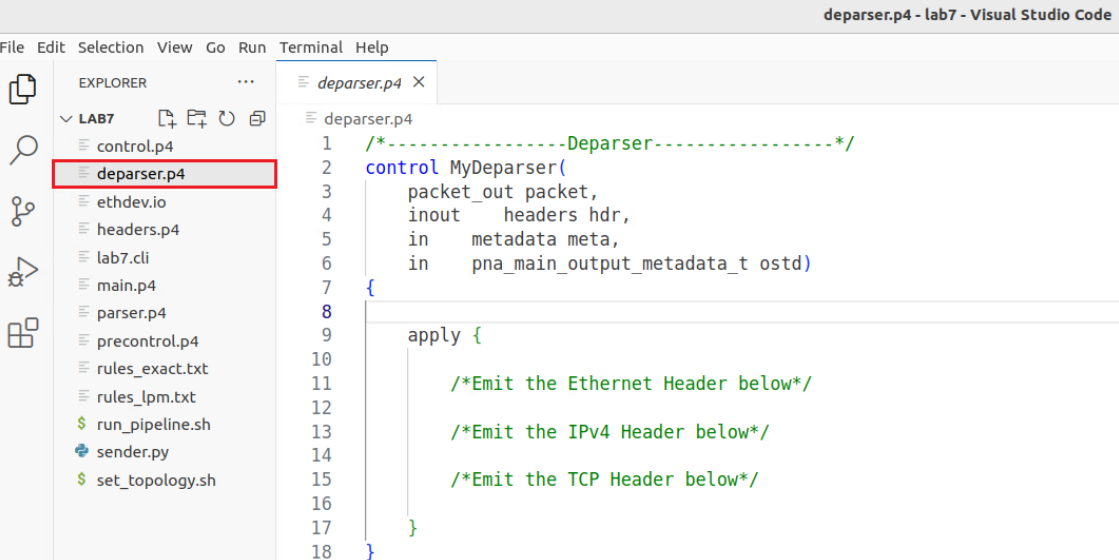 deparser.p4 - lab7 - Visual Studio Code
File Edit Selection View Go Run Terminal Help
EXPLORER ...
LAB7
control.p4
deparser.p4
ethdev.io
headers.p4
lab7.cli
main.p4
parser.p4
precontrol.p4
rules_exact.txt
rules_lpm.txt
$ run_pipeline.sh
sender.py
$ set_topology.sh
deparser.p4 ×
deparser.p4
1 /*-----------------Deparser-----------------*/
2 control MyDeparser(
3 packet_out packet,
4 inout headers hdr,
5 in metadata meta,
6 in pna_main_output_metadata_t ostd)
7 {
8
9 apply {
10
11 /*Emit the Ethernet Header below*/
12
13 /*Emit the IPv4 Header below*/
14
15 /*Emit the TCP Header below*/
16
17 }
18 }